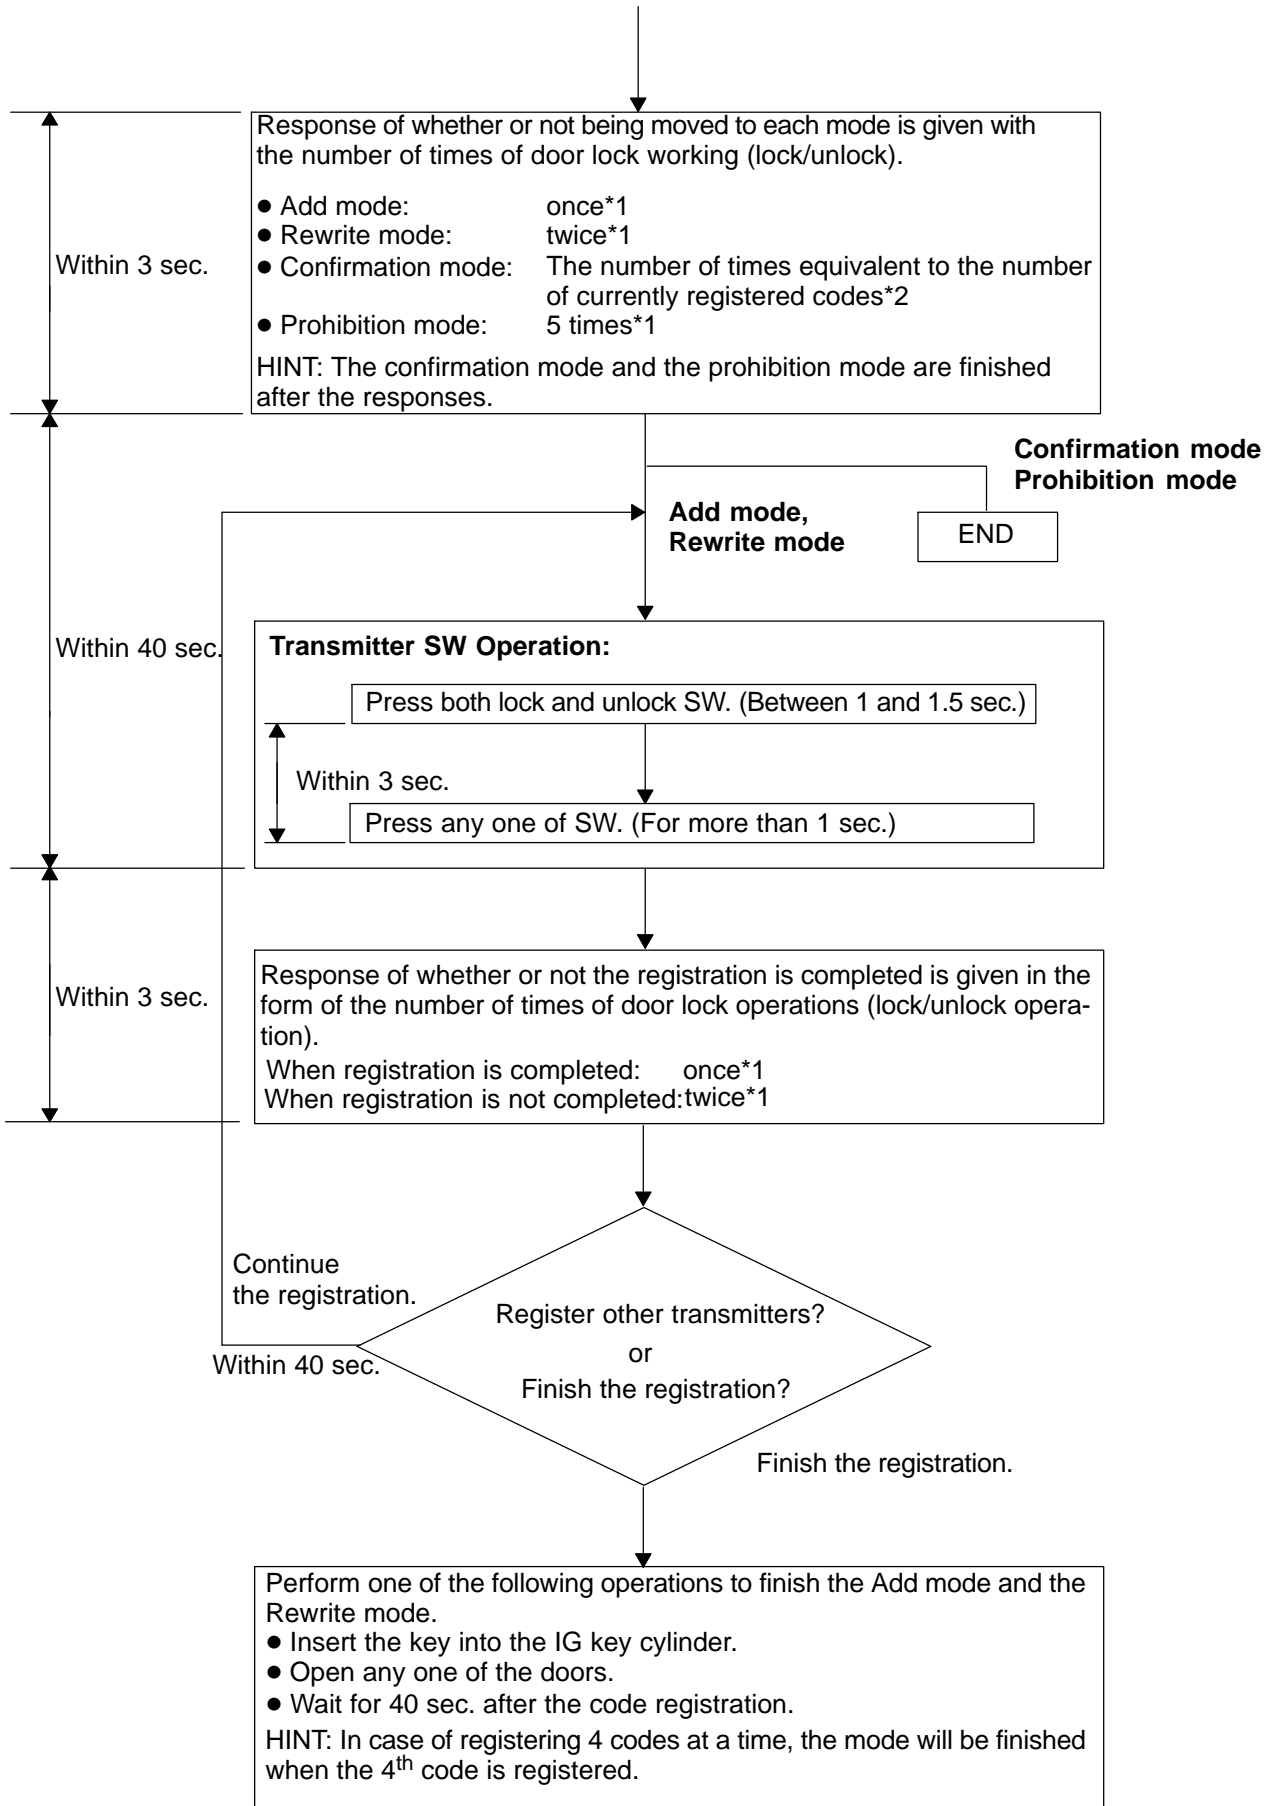 Response of whether or not being moved to each mode is given with
the number of times of door lock working (lock/unlock).
● Add mode: once*1
● Rewrite mode: twice*1
Within 3 sec.
● Confirmation mode: The number of times equivalent to the number
of currently registered codes*2
● Prohibition mode: 5 times*1
HINT: The confirmation mode and the prohibition mode are finished
after the responses.
Confirmation mode
Prohibition mode
Add mode,
Rewrite mode
END
Within 40 sec.
Transmitter SW Operation:
Press both lock and unlock SW. (Between 1 and 1.5 sec.)
Within 3 sec.
Press any one of SW. (For more than 1 sec.)
Within 3 sec.
Response of whether or not the registration is completed is given in the
form of the number of times of door lock operations (lock/unlock opera-
tion).
When registration is completed: once*1
When registration is not completed:twice*1
Continue
the registration.
Within 40 sec.
Register other transmitters?
or
Finish the registration?
Finish the registration.
Perform one of the following operations to finish the Add mode and the
Rewrite mode.
● Insert the key into the IG key cylinder.
● Open any one of the doors.
● Wait for 40 sec. after the code registration.
HINT: In case of registering 4 codes at a time, the mode will be finished
when the 4th code is registered.